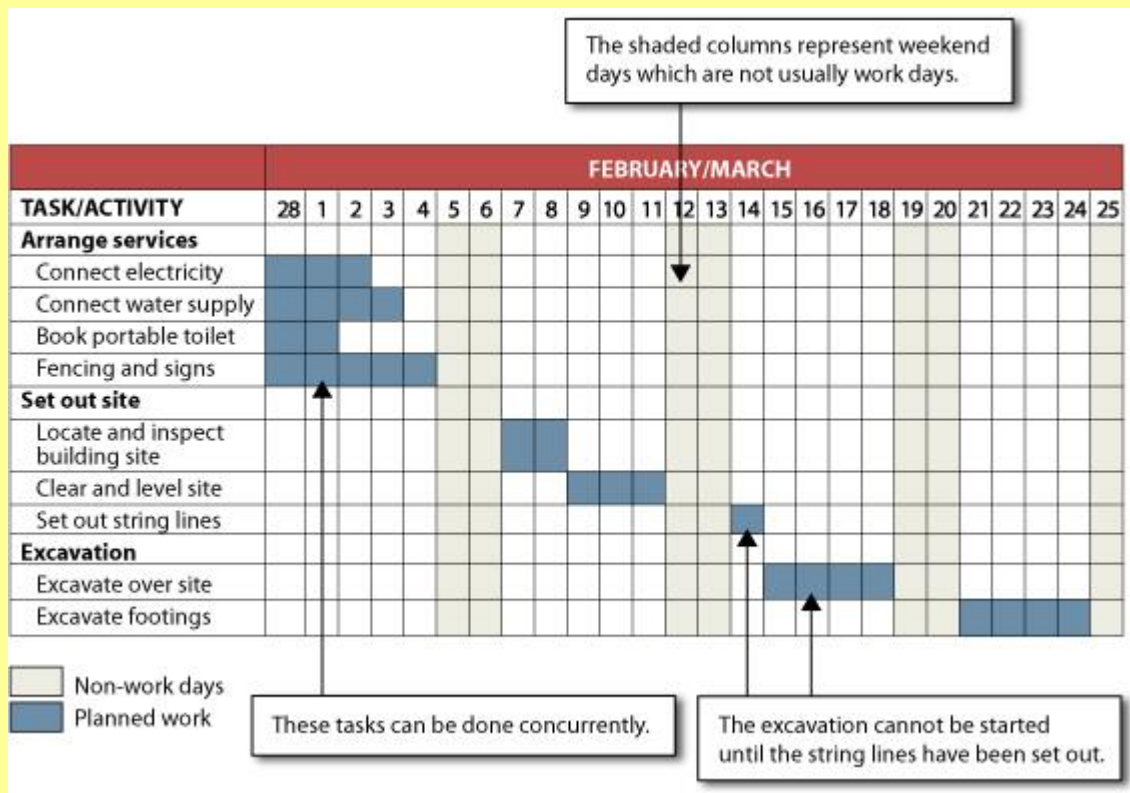 The shaded columns represent weekend
days which are not usually work days.
FEBRUARY/MARCH
TASK/ACTIVITY 28 1 2 3 4 5 6 7 8 9 10 11 12 13 14 15 16 17 18 19 20 21 22 23 24 25
Arrange services
Connect electricity
Connect water supply
Book portable toilet
Fencing and signs
Set out site
Locate and inspect
building site
Clear and level site
Set out string lines
Excavation
Excavate over site
Excavate footings
Non-work days
Planned work
These tasks can be done concurrently.
The excavation cannot be started
until the string lines have been set out.